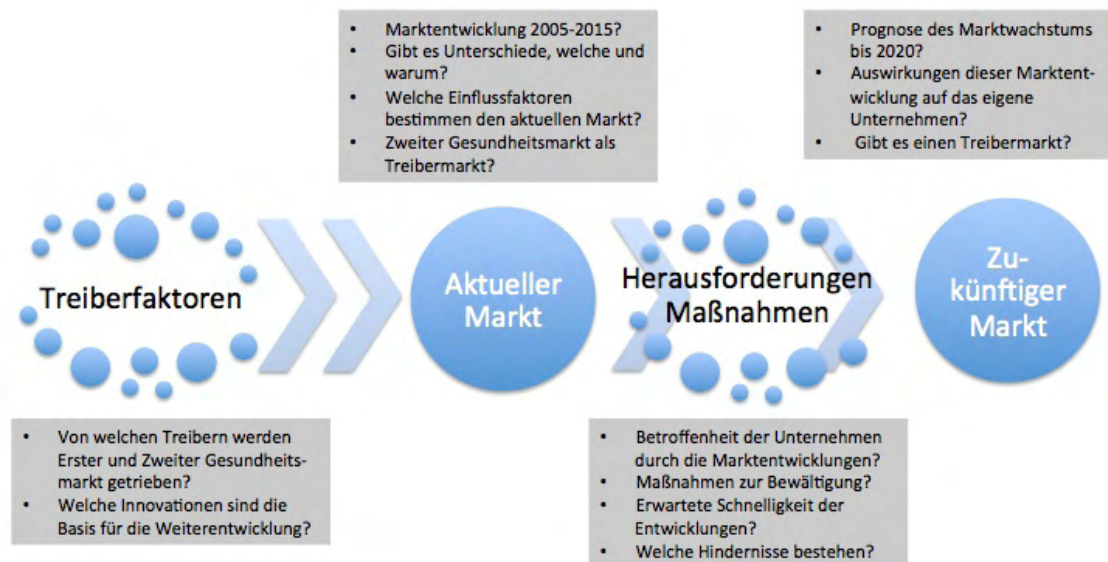 • Marktentwicklung 2005-2015?
• Gibt es Unterschiede, welche und
warum?
• Welche Einflussfaktoren
bestimmen den aktuellen Markt?
• Zweiter Gesundheitsmarkt als
Treibermarkt?
• Prognose des Marktwachstums
bis 2020?
• Auswirkungen dieser Marktent-
wicklung auf das eigene
Unternehmen?
• Gibt es einen Treibermarkt?
Treiberfaktoren
Aktueller
Markt
Herausforderungen
Maßnahmen
Zu-
künftiger
Markt
• Von welchen Treibern werden
Erster und Zweiter Gesundheits-
markt getrieben?
• Welche Innovationen sind die
Basis für die Weiterentwicklung?
• Betroffenheit der Unternehmen
durch die Marktentwicklungen?
• Maßnahmen zur Bewältigung?
• Erwartete Schnelligkeit der
Entwicklungen?
• Welche Hindernisse bestehen?